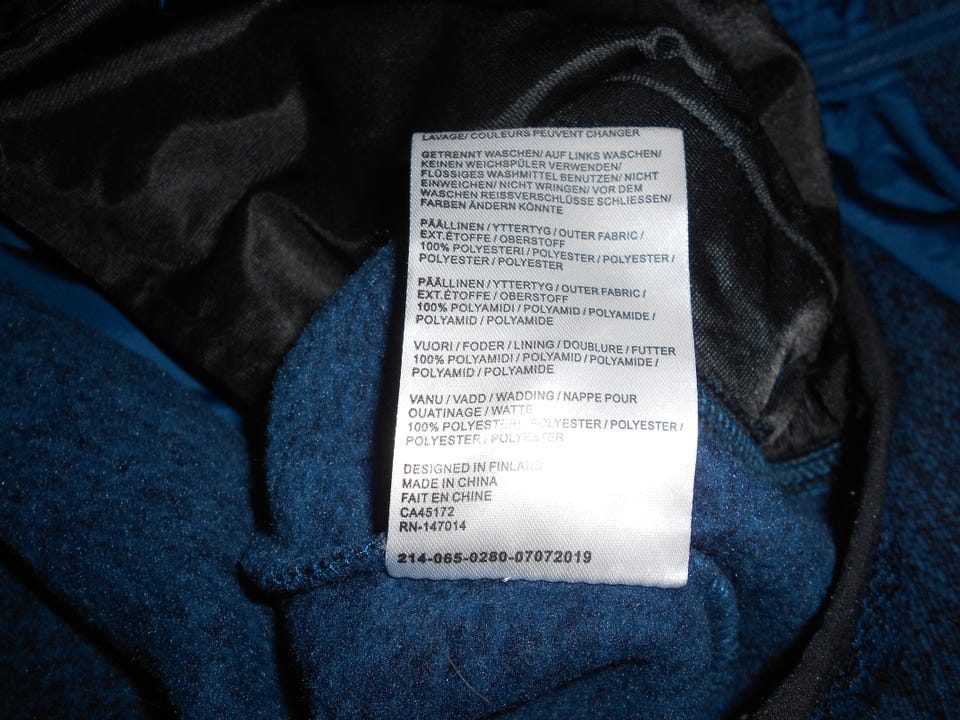 LAVAGE/ COULEURS PEUVENT CHANGER
GETRENNT WASCHEN/ AUF LINKS WASCHEN/
KEINEN WEICHSPÜLER VERWENDEN/
FLÜSSIGES WASHMITTEL BENUTZEN/ NICHT
EINWEICHEN/ NICHT WRINGEN/ VOR DEM
WASCHEN REISSVERSCHLÜSSE SCHLIESSEN/
FARBEN ÄNDERN KÖNNTE
PÄÄLLINEN / YTTERTYG / OUTER FABRIC /
EXT.ÉTOFFE / OBERSTOFF
100% POLYESTERI / POLYESTER / POLYESTER /
POLYESTER / POLYESTER
PÄÄLLINEN / YTTERTYG / OUTER FABRIC /
EXT.ÉTOFFE / OBERSTOFF
100% POLYAMIDI / POLYAMID / POLYAMIDE /
POLYAMID / POLYAMIDE
VUORI / FODER / LINING / DOUBLURE / FUTTER
100% POLYAMIDI / POLYAMID / POLYAMIDE /
POLYAMID / POLYAMIDE
VANU / VADD / WADDING / NAPPE POUR
OUATINAGE / WATTE
100% POLYESTERI / POLYESTER / POLYESTER /
POLYESTER / POLYESTER
DESIGNED IN FINLAND
MADE IN CHINA
FAIT EN CHINE
CA45172
RN-147014
214-065-0280-07072019